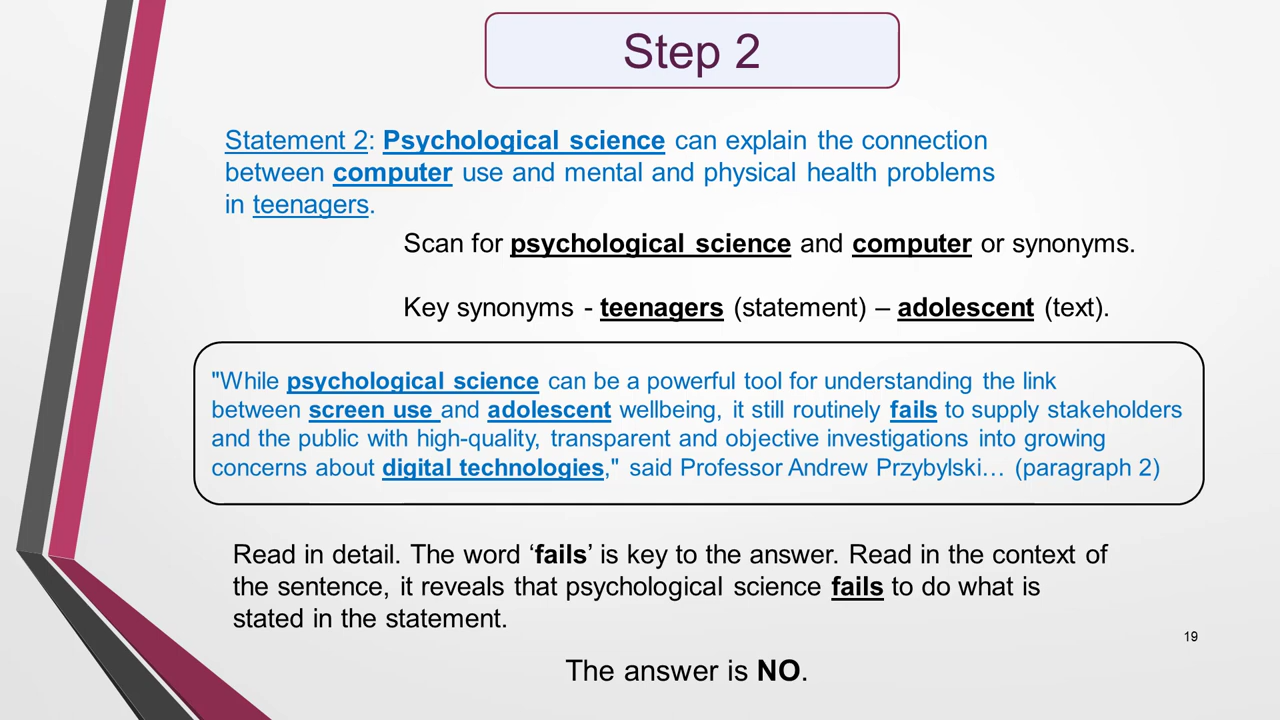 Step 2
Statement 2: Psychological science can explain the connection
between computer use and mental and physical health problems
in teenagers.
Scan for psychological science and computer or synonyms.
Key synonyms - teenagers (statement) – adolescent (text).
"While psychological science can be a powerful tool for understanding the link
between screen use and adolescent wellbeing, it still routinely fails to supply stakeholders
and the public with high-quality, transparent and objective investigations into growing
concerns about digital technologies," said Professor Andrew Przybylski… (paragraph 2)
Read in detail. The word ‘fails’ is key to the answer. Read in the context of
the sentence, it reveals that psychological science fails to do what is
stated in the statement.
19
The answer is NO.